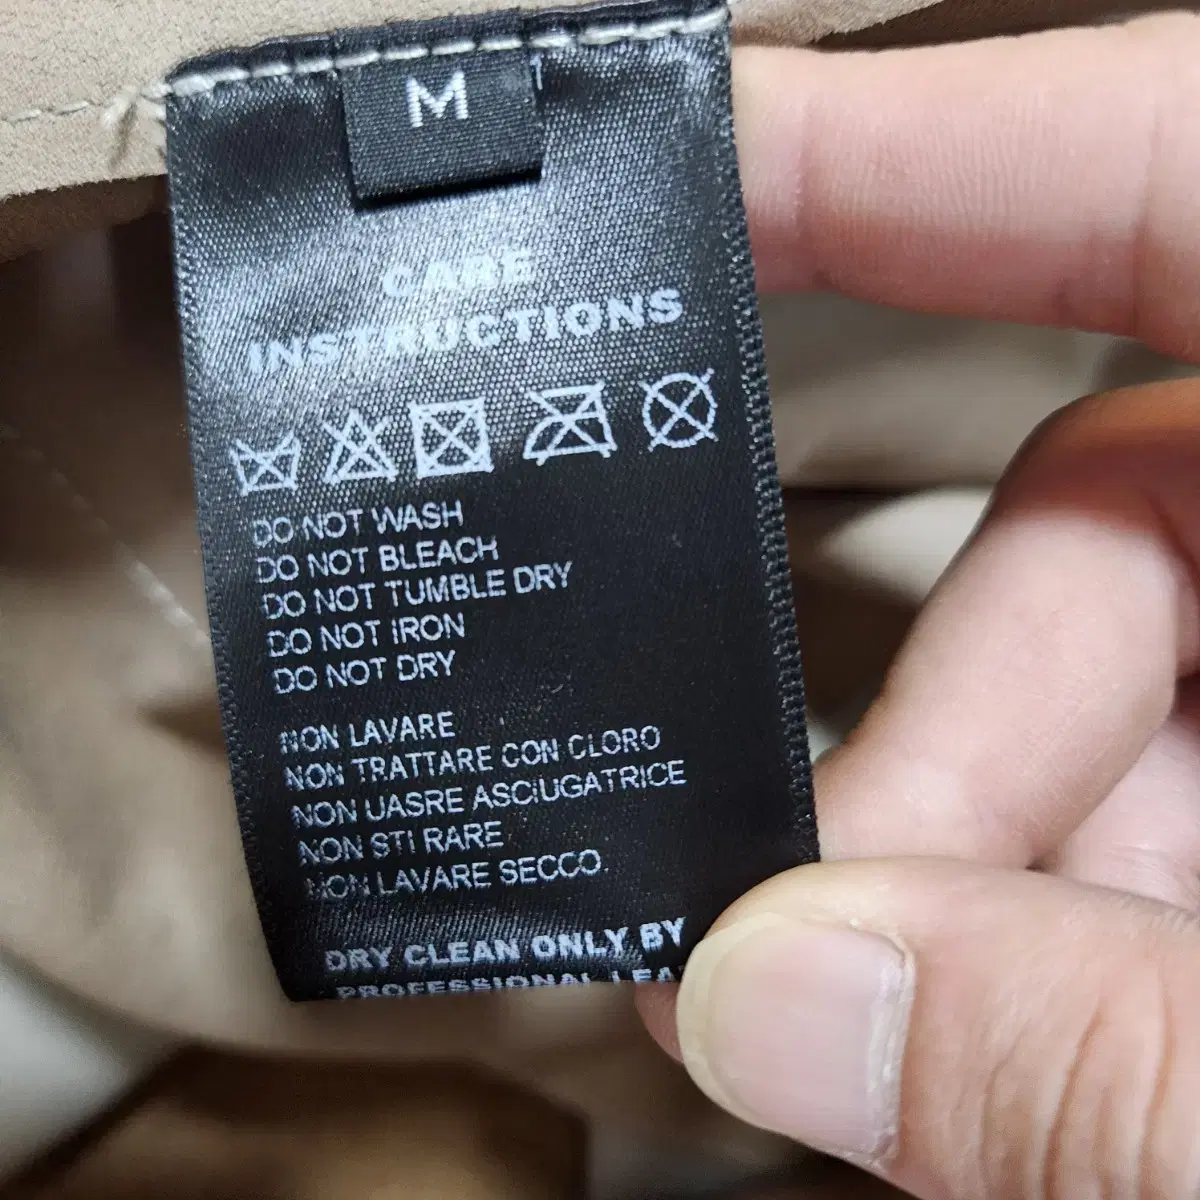 M
CARE
INSTRUCTIONS
DO NOT WASH
DO NOT BLEACH
DO NOT TUMBLE DRY
DO NOT IRON
DO NOT DRY
NON LAVARE
NON TRATTARE CON CLORO
NON UASRE ASCIUGATRICE
NON STI RARE
NON LAVARE SECCO.
DRY CLEAN ONLY BY
PROFESSIONAL